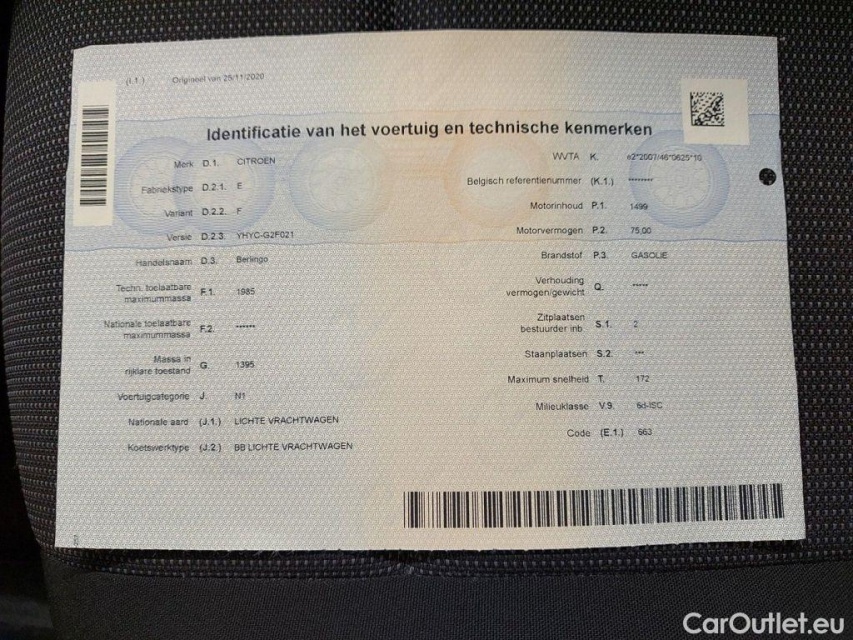 (I.1.) Origineel van 25/11/2020
Identificatie van het voertuig en technische kenmerken
Merk D.1. CITROEN
Fabriekstype D.2.1. E
Variant D.2.2. F
Versie D.2.3. YHYC-G2F021
Handelsnaam D.3. Berlingo
Techn. toelaatbare
maximummassa F.1. 1985
Nationale toelaatbare
maximummassa F.2. ******
Massa in
rijklare toestand G. 1395
Voertuigcategorie J. N1
Nationale aard (J.1.) LICHTE VRACHTWAGEN
Koetswerktype (J.2.) BB LICHTE VRACHTWAGEN
WVTA K. e2*2007/46*0625*10
Belgisch referentienummer (K.1.) ********
Motorinhoud P.1. 1499
Motorvermogen P.2. 75,00
Brandstof P.3. GASOLIE
Verhouding
vermogen/gewicht Q. *****
Zitplaatsen
bestuurder inb. S.1. 2
Staanplaatsen S.2. ***
Maximum snelheid T. 172
Milieuklasse V.9. 6d-ISC
Code (E.1.) 663
CarOutlet.eu